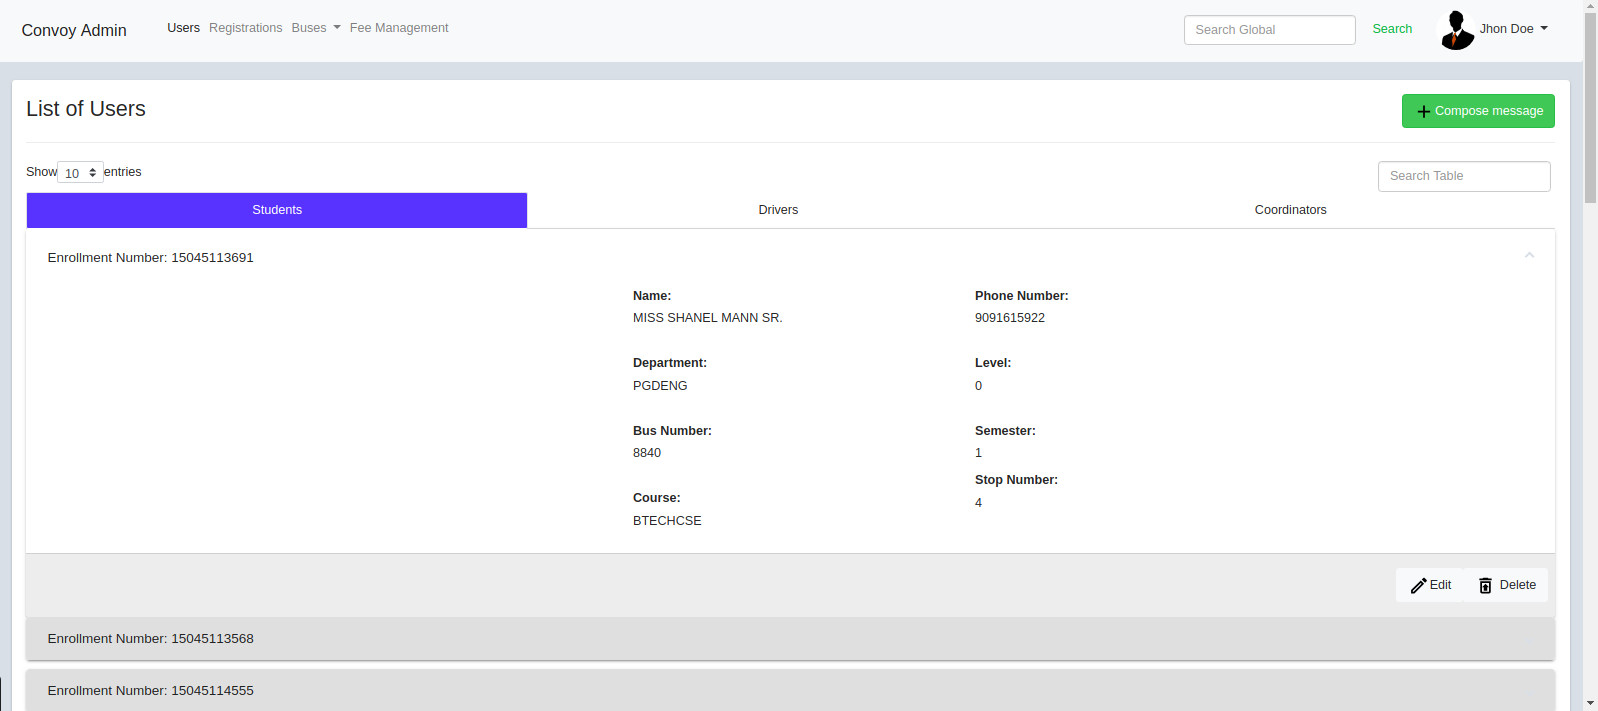 Convoy Admin Users Registrations Buses Fee Management Search Global Search Jhon Doe
List of Users Compose message
Show 10 entries Search Table
Students Drivers Coordinators
Enrollment Number: 15045113691
Name: Phone Number:
MISS SHANEL MANN SR. 9091615922
Department: Level:
PGDENG 0
Bus Number: Semester:
8840 1
Stop Number:
Course: 4
BTECHCSE
Edit Delete
Enrollment Number: 15045113568
Enrollment Number: 15045114555